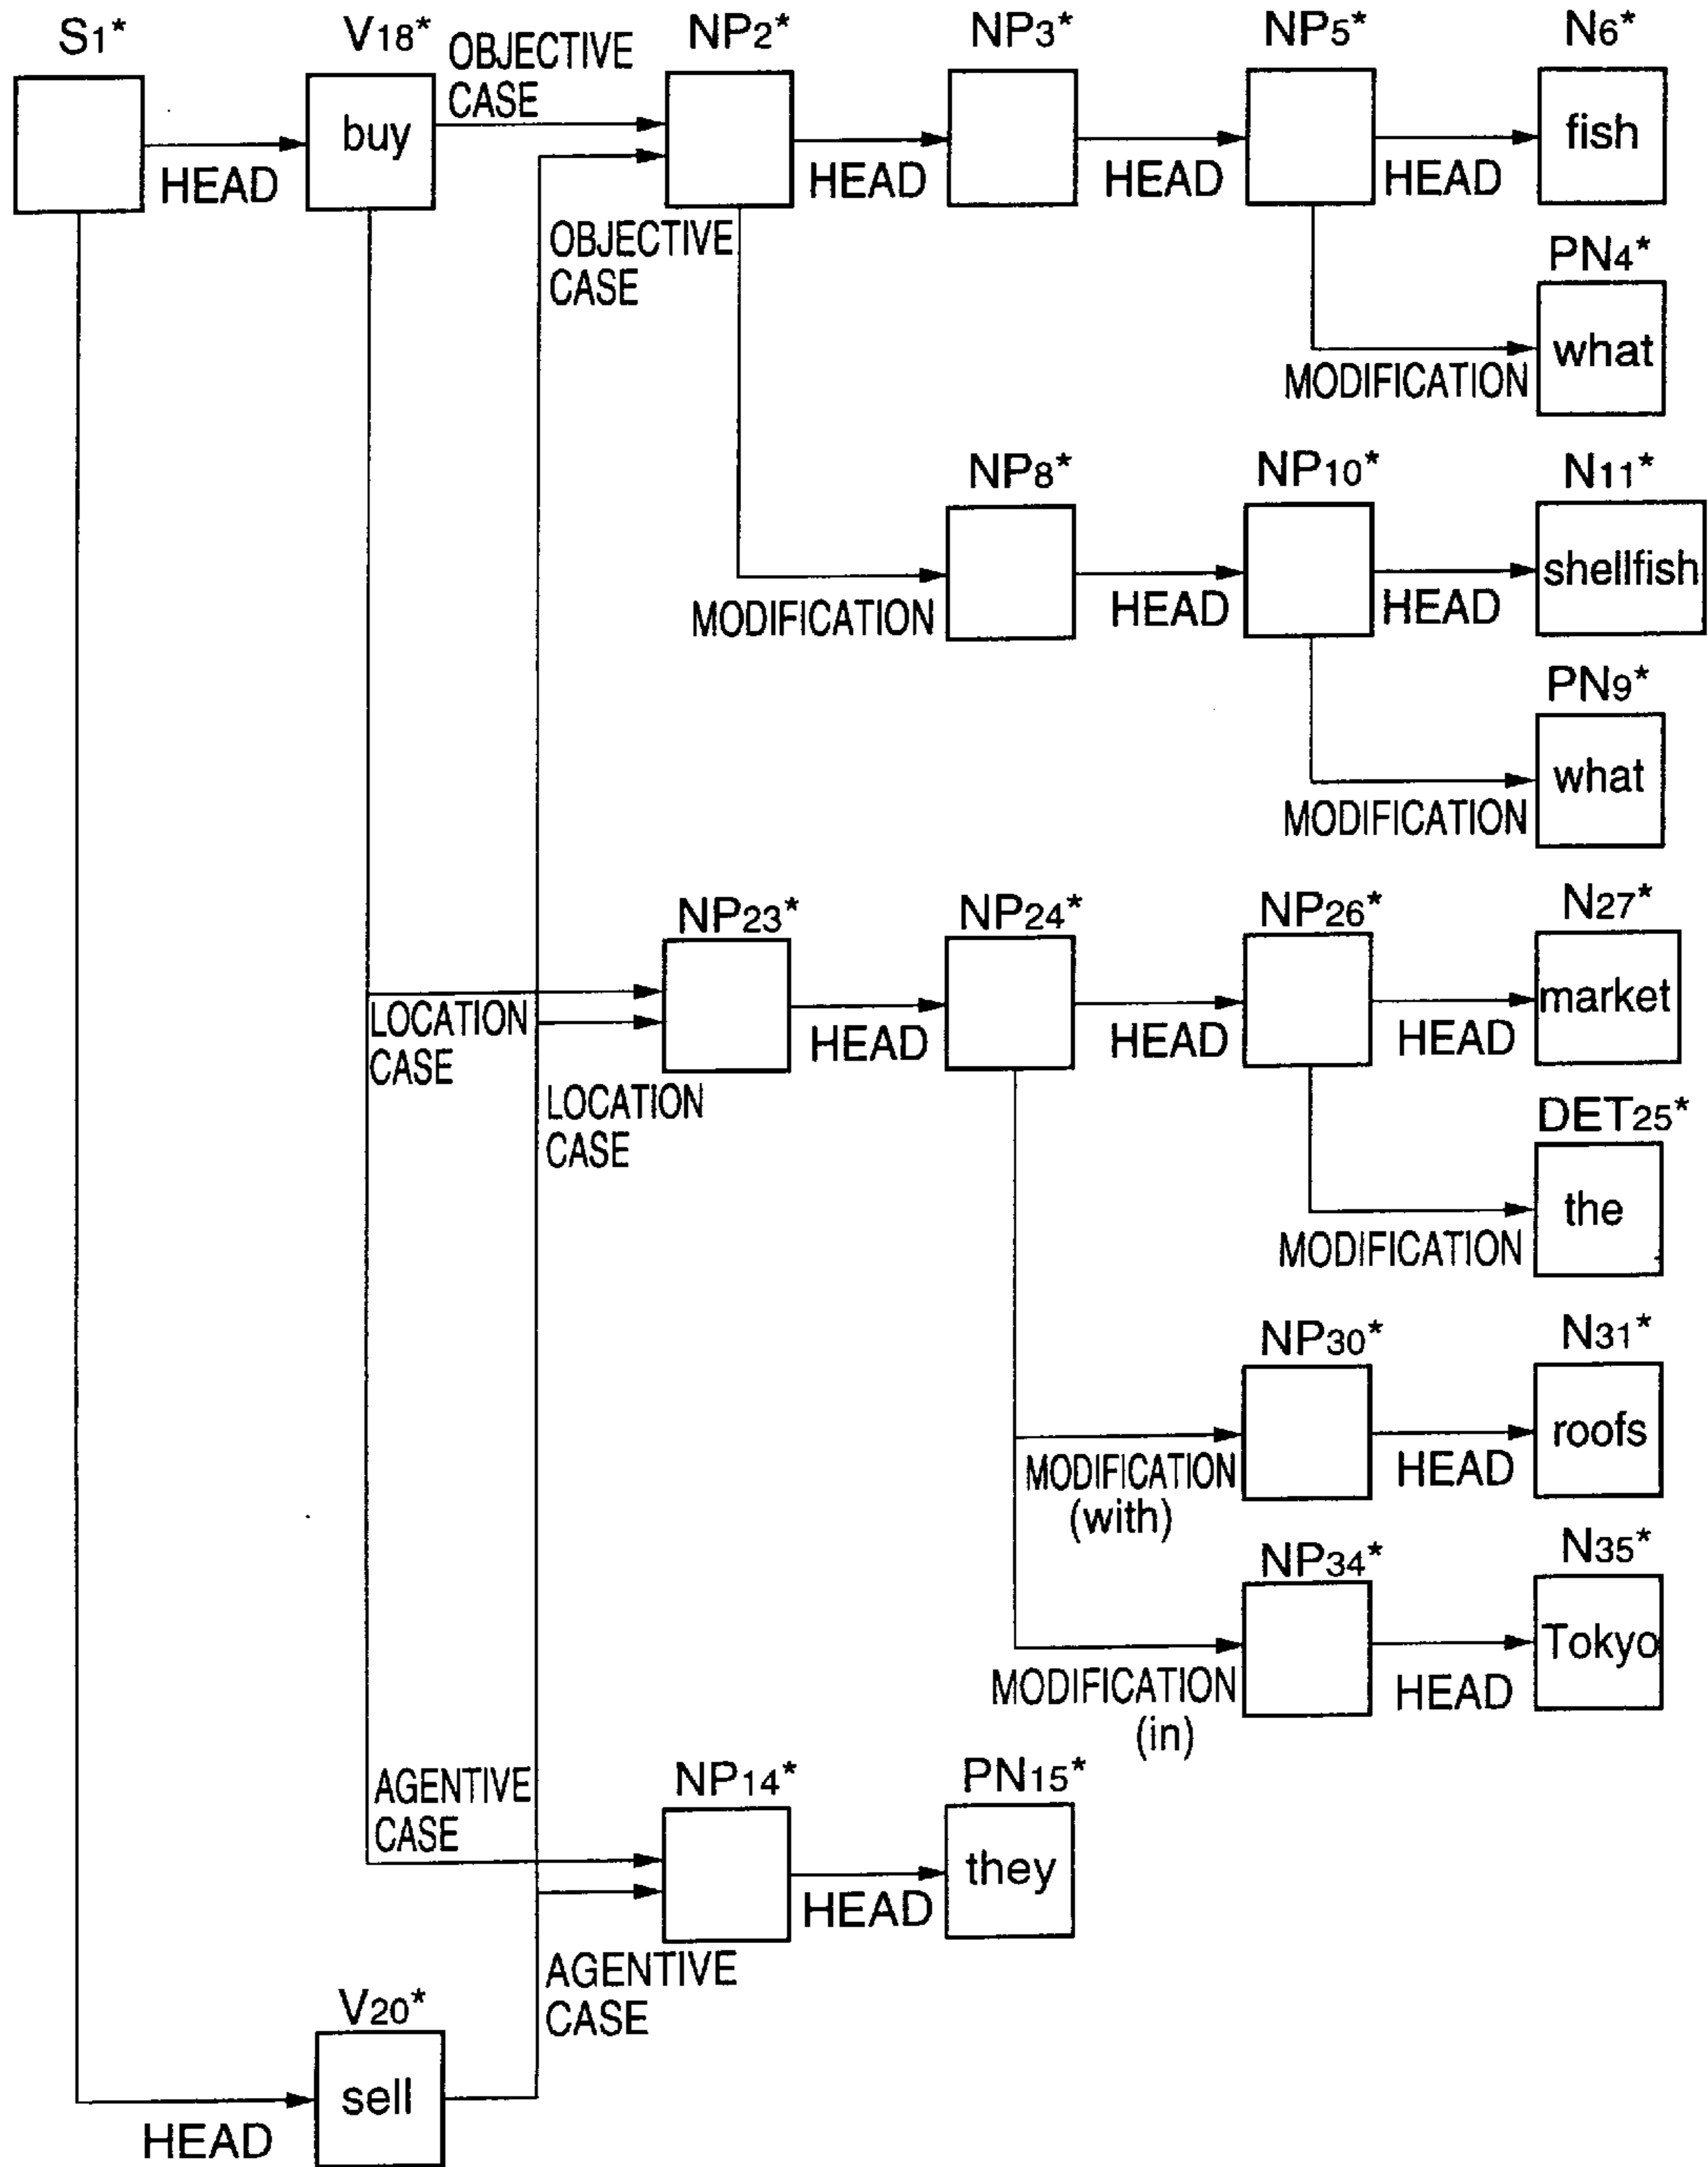 S1*
V18*
OBJECTIVE
CASE
NP2*
NP3*
NP5*
N6*
buy
fish
HEAD
HEAD
HEAD
HEAD
OBJECTIVE
CASE
PN4*
what
MODIFICATION
NP8*
NP10*
N11*
shellfish
MODIFICATION
HEAD
HEAD
PN9*
what
MODIFICATION
NP23*
NP24*
NP26*
N27*
market
LOCATION
CASE
HEAD
HEAD
HEAD
LOCATION
CASE
DET25*
the
MODIFICATION
NP30*
N31*
roofs
MODIFICATION
(with)
HEAD
NP34*
N35*
Tokyo
MODIFICATION
(in)
HEAD
AGENTIVE
CASE
NP14*
PN15*
they
HEAD
AGENTIVE
CASE
V20*
sell
HEAD